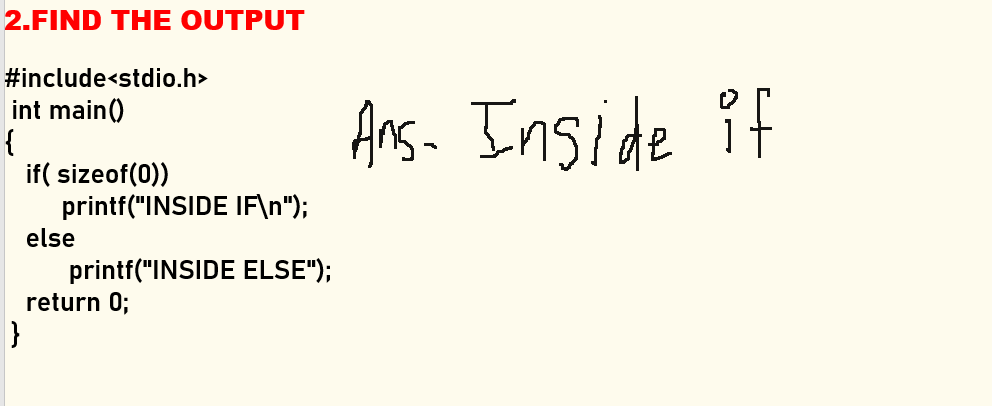 2.FIND THE OUTPUT
#include<stdio.h>
int main()
{
if( sizeof(0))
printf("INSIDE IF\n");
else
printf("INSIDE ELSE");
return 0;
}
Ans- Inside if